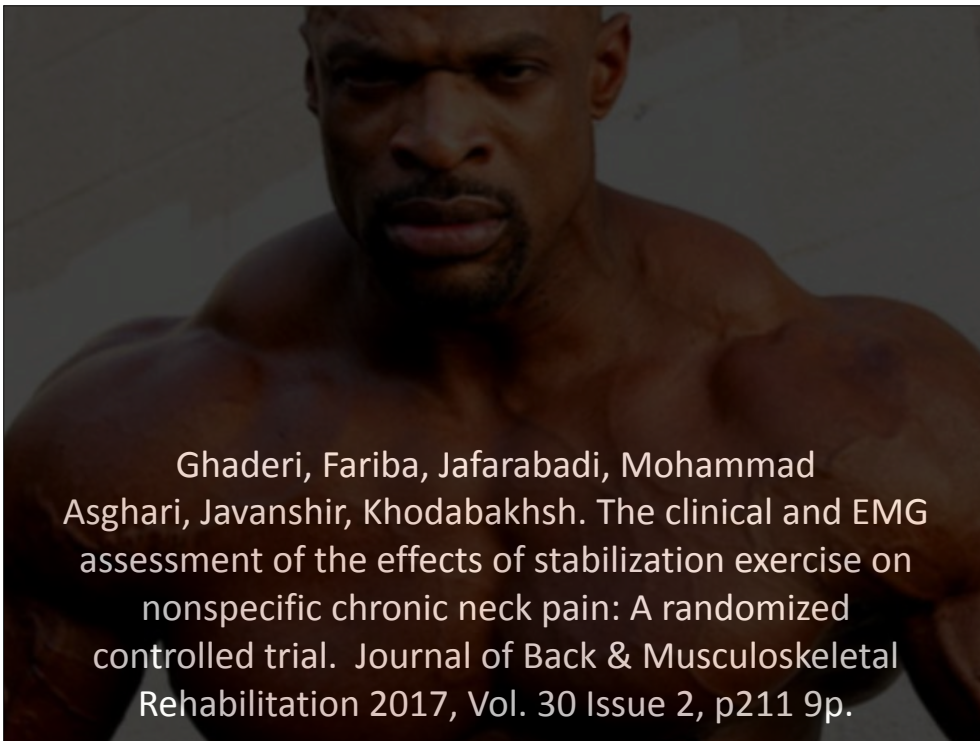 Ghaderi, Fariba, Jafarabadi, Mohammad
Asghari, Javanshir, Khodabakhsh. The clinical and EMG
assessment of the effects of stabilization exercise on
nonspecific chronic neck pain: A randomized
controlled trial.  Journal of Back & Musculoskeletal
Rehabilitation 2017, Vol. 30 Issue 2, p211 9p.